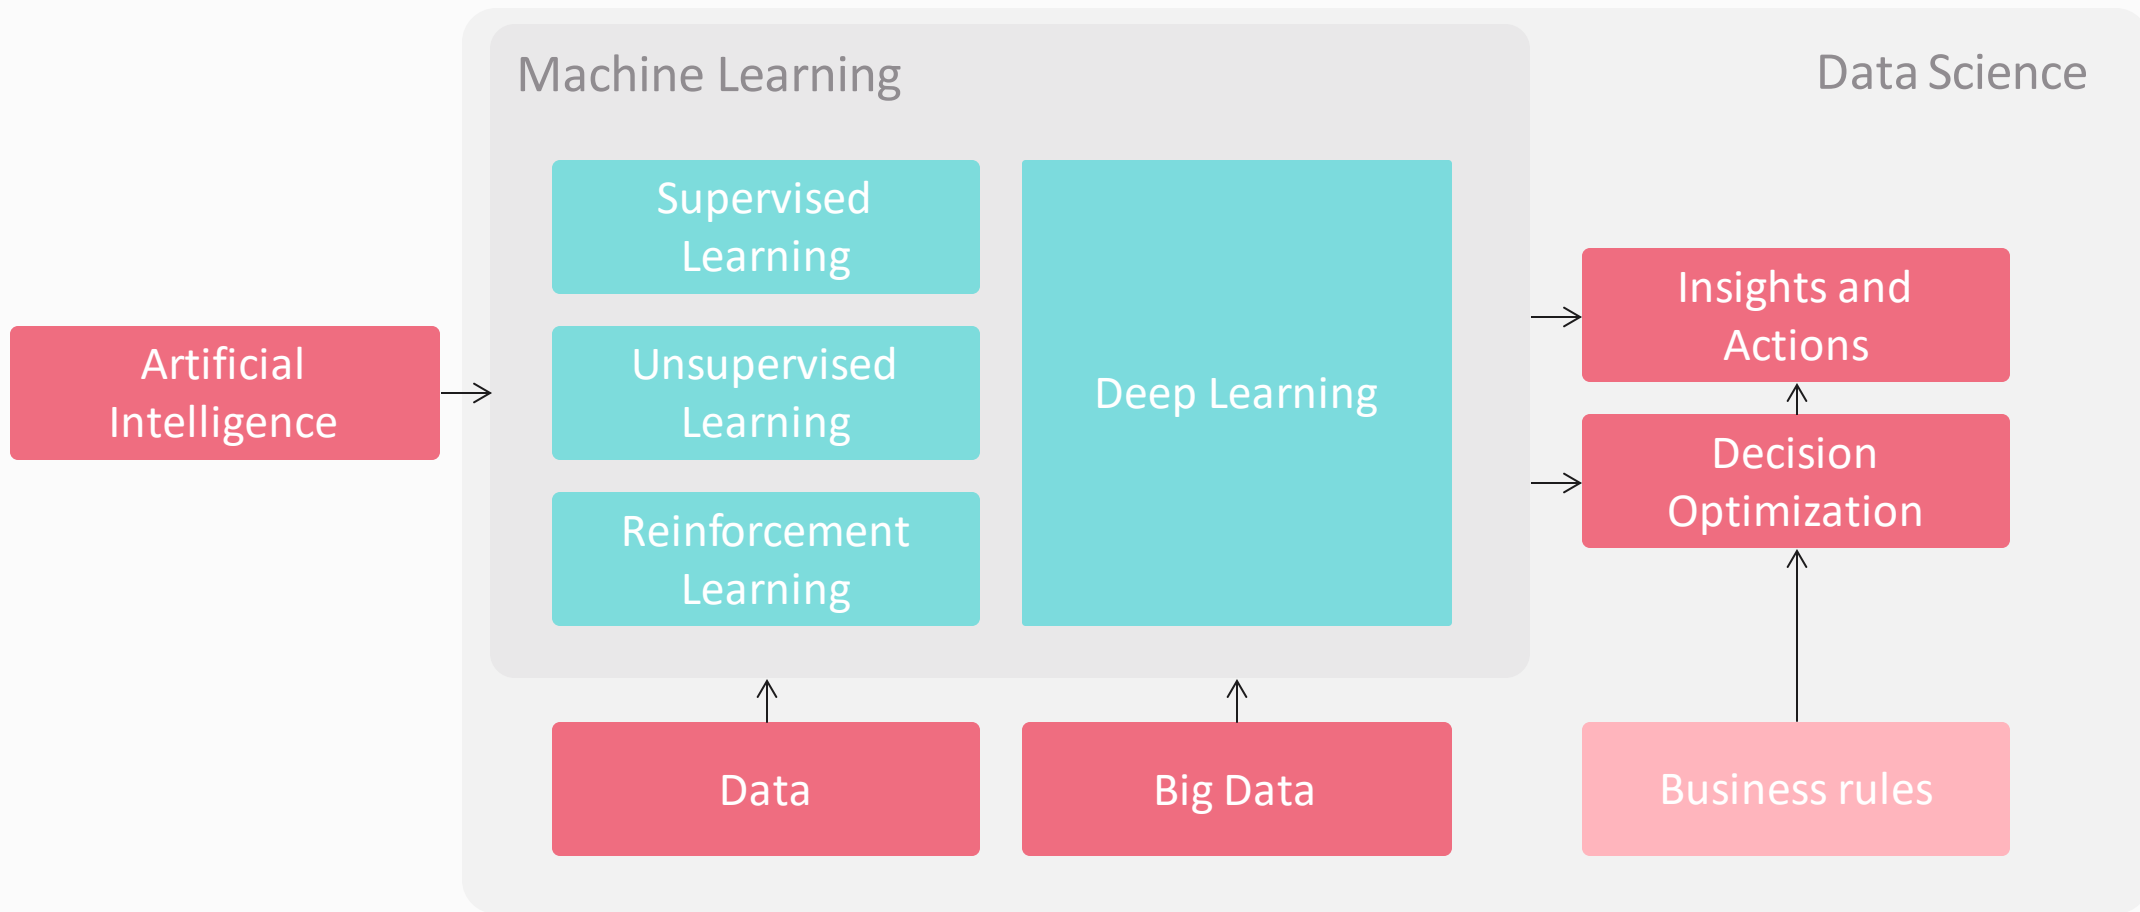 Machine Learning
Data Science
Supervised
Learning
Unsupervised
Learning
Reinforcement
Learning
Deep Learning
Artificial
Intelligence
Insights and
Actions
Decision
Optimization
Data
Big Data
Business rules